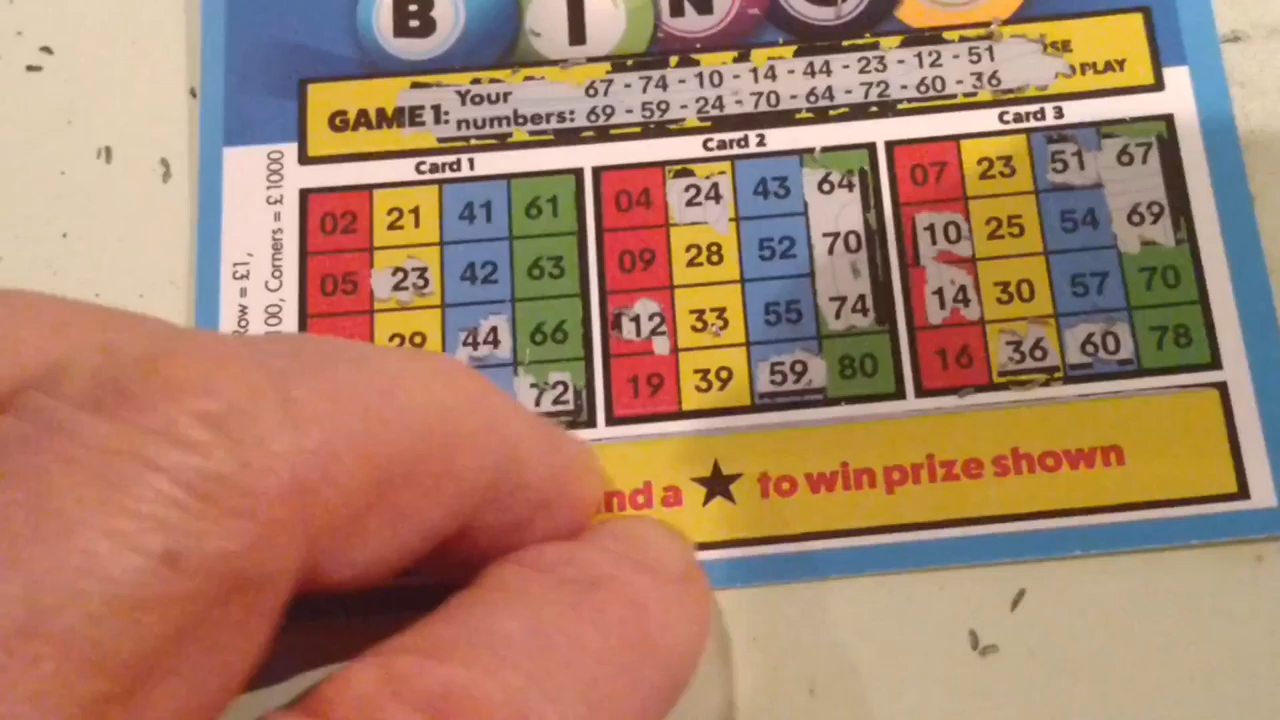 B I N
67 - 74 - 10 - 14 - 44 - 23 - 12 - 51
GAME 1: Your numbers: 69 - 59 - 24 - 70 - 64 - 72 - 60 - 36
PLAY
Row = £1,
100, Corners = £1000
Card 1
02 21 41 61
05 23 42 63
29 44 66
72
Card 2
04 24 43 64
09 28 52 70
12 33 55 74
19 39 59 80
Card 3
07 23 51 67
10 25 54 69
14 30 57 70
16 36 60 78
a ★ to win prize shown